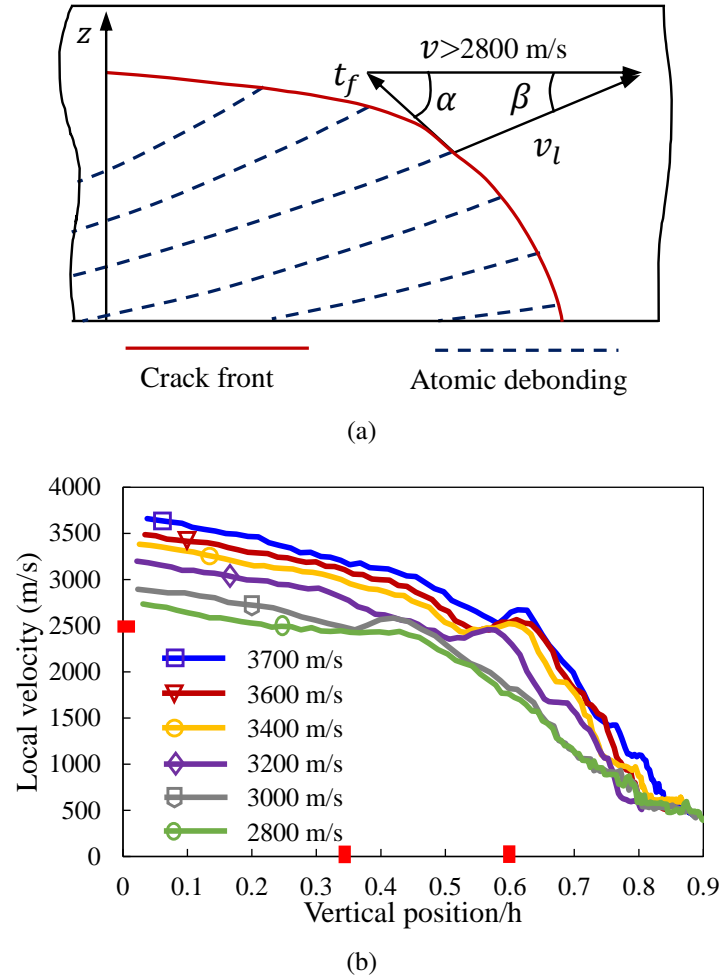 z
v>2800 m/s
t_f
α
β
v_l
Crack front
Atomic debonding
(a)
Local velocity (m/s)
4000
3500
3000
2500
2000
1500
1000
500
0
3700 m/s
3600 m/s
3400 m/s
3200 m/s
3000 m/s
2800 m/s
0 0.1 0.2 0.3 0.4 0.5 0.6 0.7 0.8 0.9
Vertical position/h
(b)